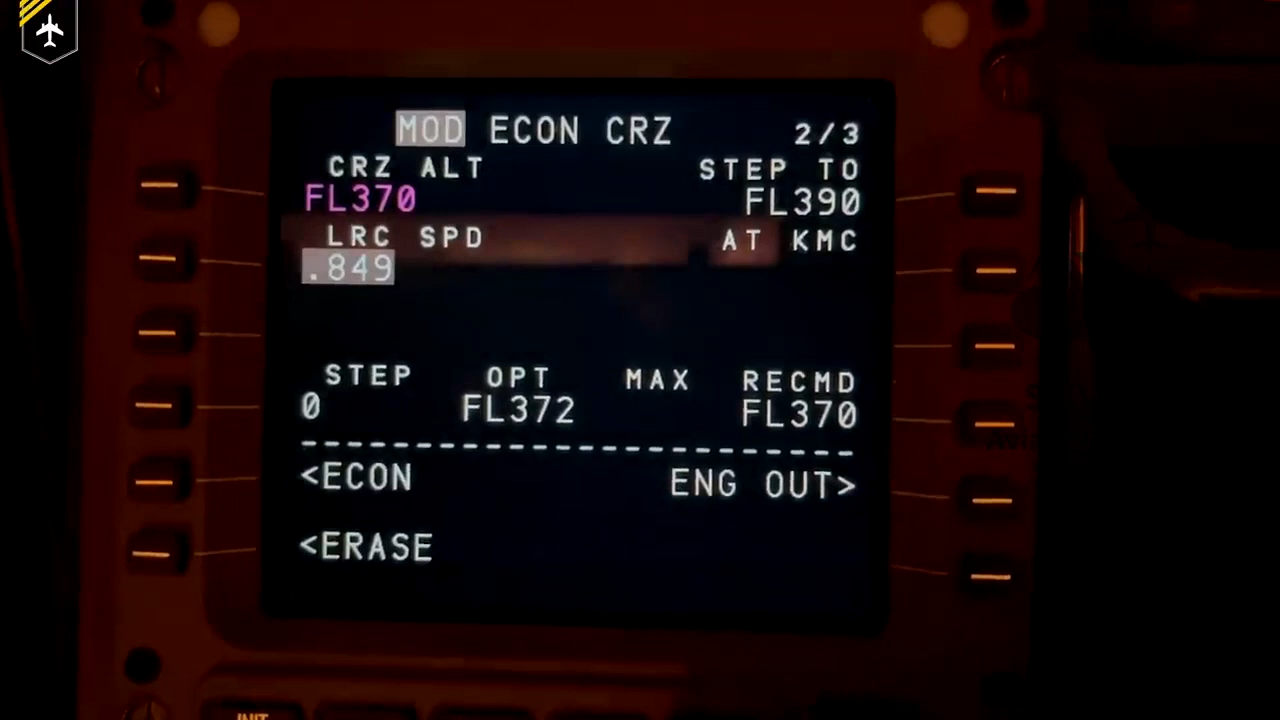 MOD ECON CRZ 2/3
CRZ ALT STEP TO
FL370 FL390
LRC SPD AT KMC
.849
STEP OPT MAX RECMD
0 FL372 FL370
<ECON ENG OUT>
<ERASE
INIT